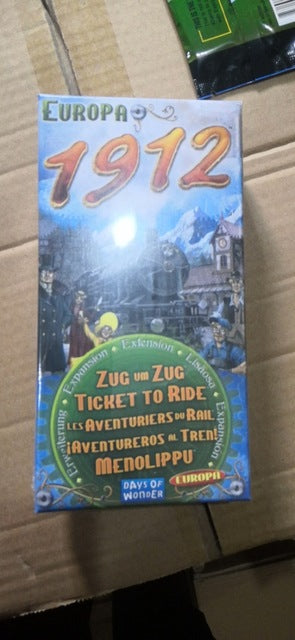 EUROPA
1912
Erweiterung • Expansion • Extension • Lisäosa • Expansion
ZUG UM ZUG
TICKET TO RIDE
LES AVENTURIERS DU RAIL
¡AVENTUREROS AL TREN!
MENOLIPPU
DAYS OF
WONDER
EUROPA